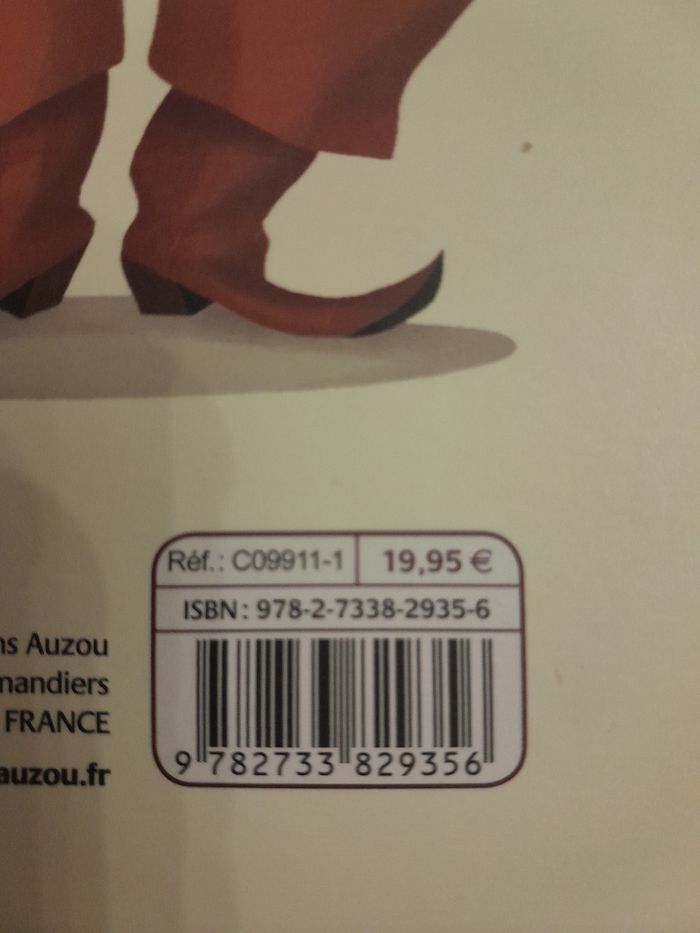 Réf.: C09911-1 19,95 €
ISBN: 978-2-7338-2935-6
ns Auzou
mandiers
FRANCE
auzou.fr
9 782733 829356